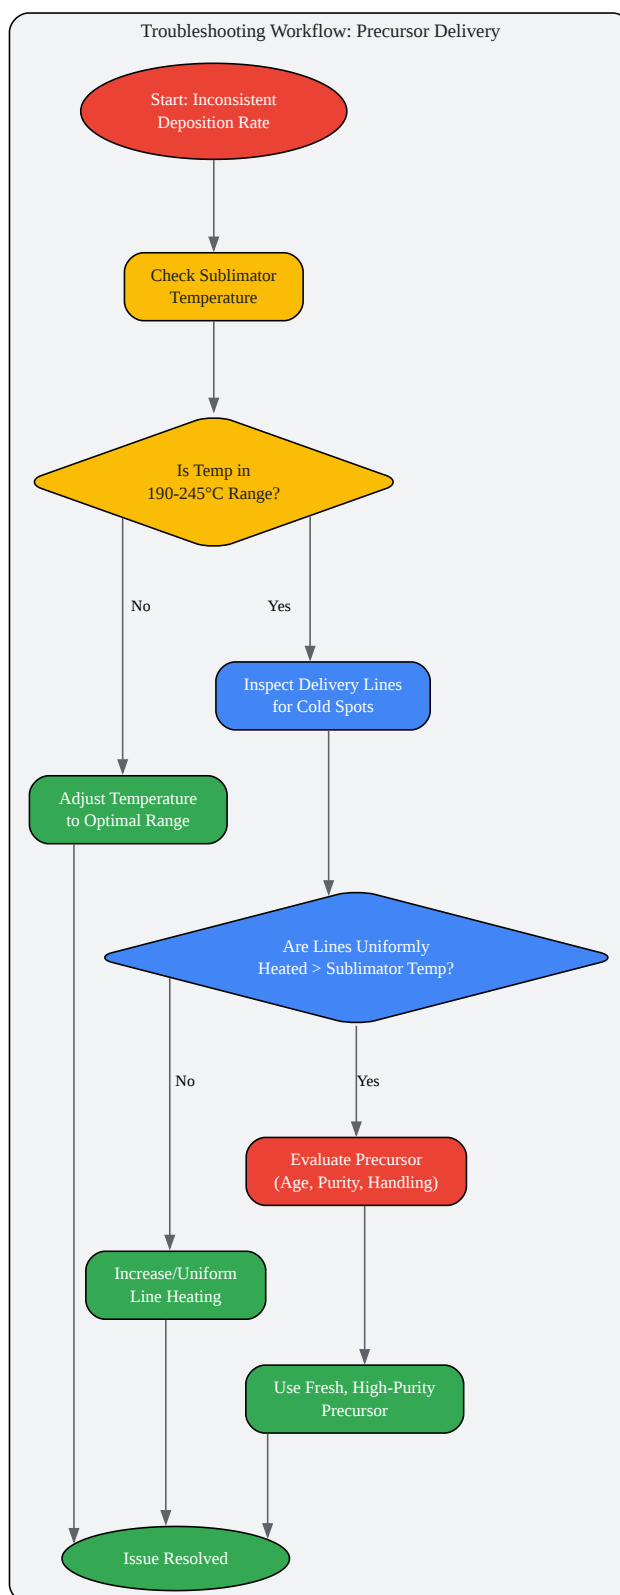 Troubleshooting Workflow: Precursor Delivery
Start: Inconsistent
Deposition Rate
Check Sublimator
Temperature
Is Temp in
190-245°C Range?
No
Yes
Inspect Delivery Lines
for Cold Spots
Adjust Temperature
to Optimal Range
Are Lines Uniformly
Heated > Sublimator Temp?
No
Yes
Evaluate Precursor
(Age, Purity, Handling)
Increase/Uniform
Line Heating
Use Fresh, High-Purity
Precursor
Issue Resolved